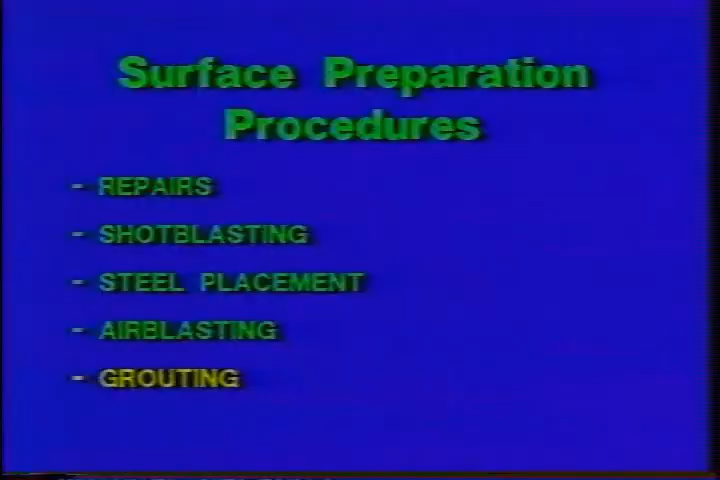 Surface Preparation
Procedures
- REPAIRS
- SHOTBLASTING
- STEEL PLACEMENT
- AIRBLASTING
- GROUTING